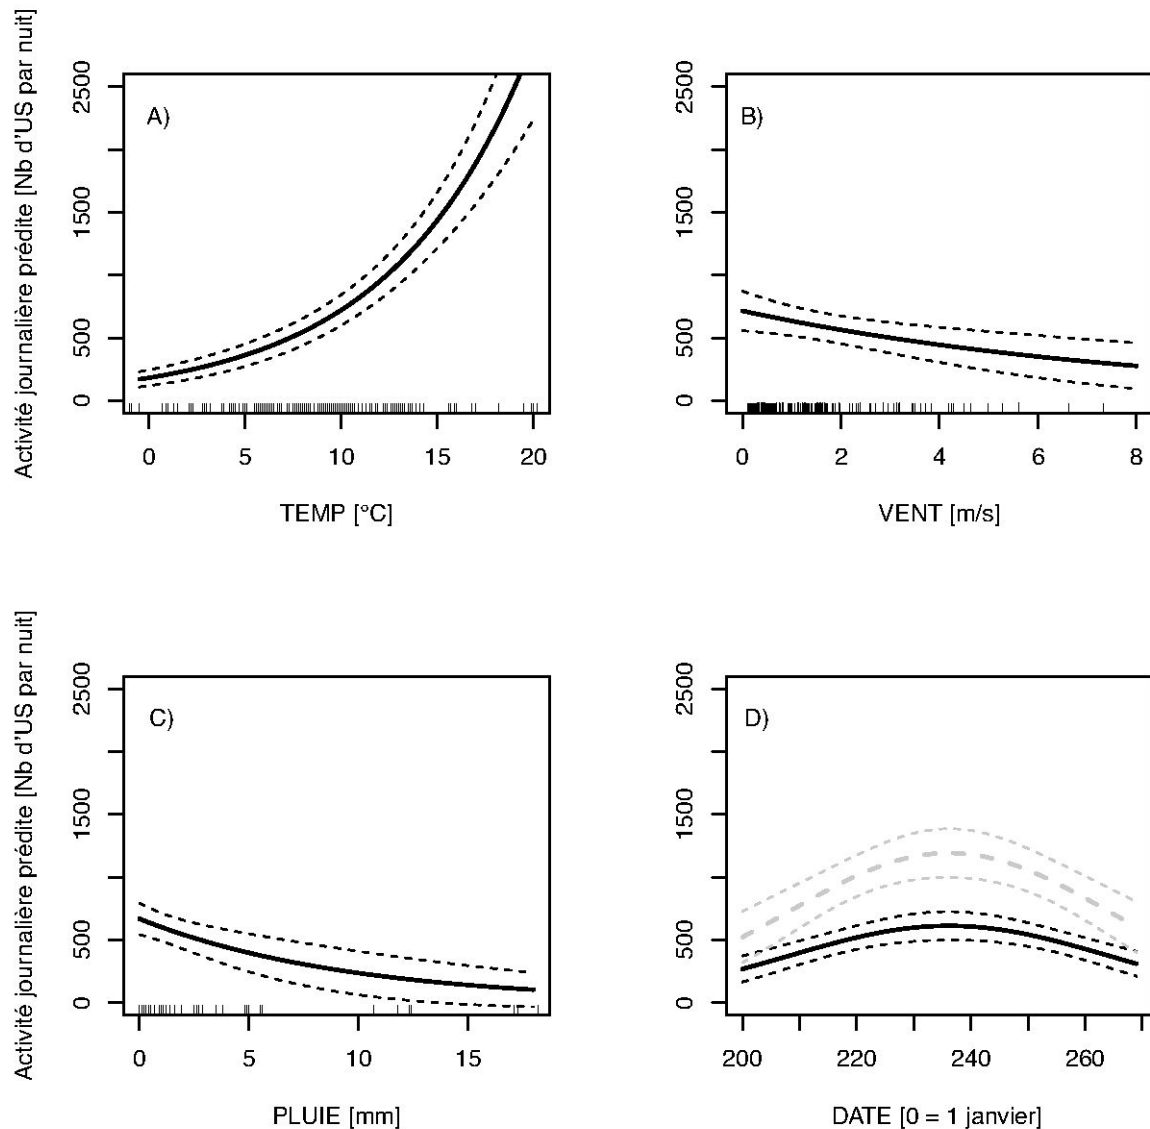 Activité journalière prédite [Nb d'US par nuit]
2500
1500
500
0
A)
0 5 10 15 20
TEMP [°C]
2500
1500
500
0
B)
0 2 4 6 8
VENT [m/s]
Activité journalière prédite [Nb d'US par nuit]
2500
1500
500
0
C)
0 5 10 15
PLUIE [mm]
2500
1500
500
0
D)
200 220 240 260
DATE [0 = 1 janvier]